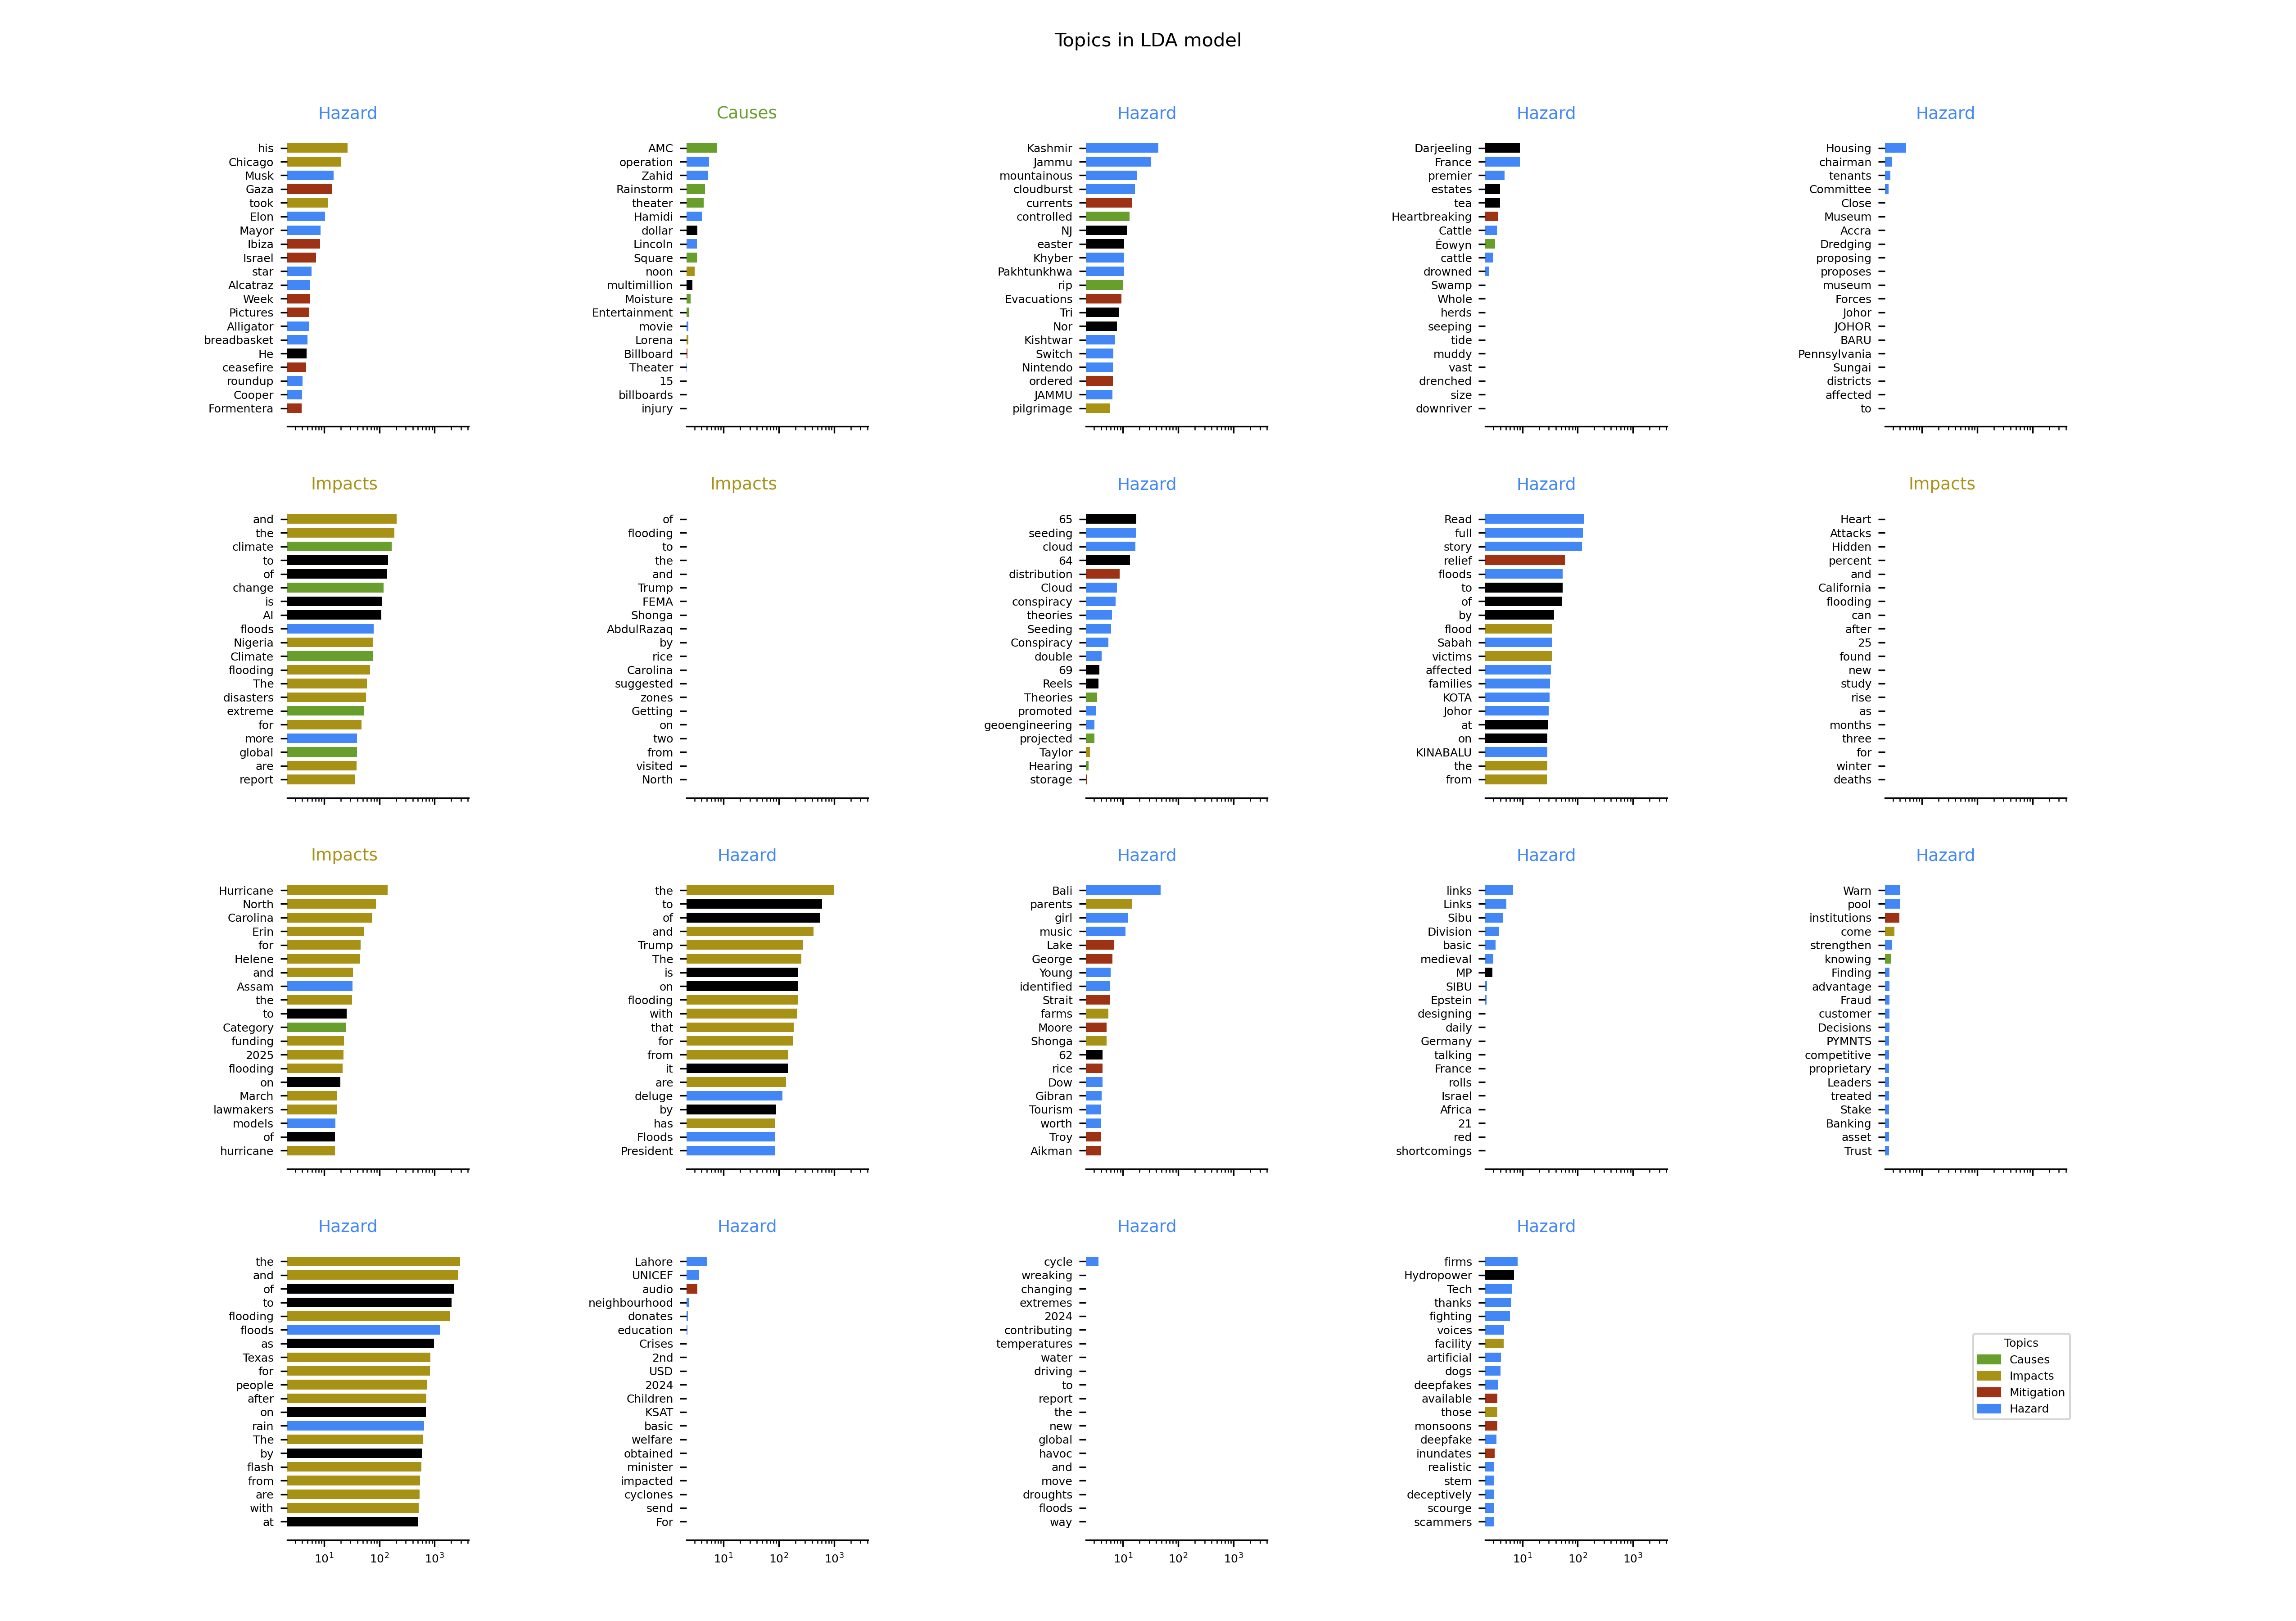 Topics in LDA model
Hazard
his
Chicago
Musk
Gaza
took
Elon
Mayor
Ibiza
Israel
star
Alcatraz
Week
Pictures
Alligator
breadbasket
He
ceasefire
roundup
Cooper
Formentera
Causes
AMC
operation
Zahid
Rainstorm
theater
Hamidi
dollar
Lincoln
Square
noon
multimillion
Moisture
Entertainment
movie
Lorena
Billboard
Theater
15
billboards
injury
Hazard
Kashmir
Jammu
mountainous
cloudburst
currents
controlled
NJ
easter
Khyber
Pakhtunkhwa
rip
Evacuations
Tri
Nor
Kishtwar
Switch
Nintendo
ordered
JAMMU
pilgrimage
Hazard
Darjeeling
France
premier
estates
tea
Heartbreaking
Cattle
Éowyn
cattle
drowned
Swamp
Whole
herds
seeping
tide
muddy
vast
drenched
size
downriver
Hazard
Housing
chairman
tenants
Committee
Close
Museum
Accra
Dredging
proposing
proposes
museum
Forces
Johor
JOHOR
BARU
Pennsylvania
Sungai
districts
affected
to
Impacts
and
the
climate
to
of
change
is
AI
floods
Nigeria
Climate
flooding
The
disasters
extreme
for
more
global
are
report
Impacts
of
flooding
to
the
and
Trump
FEMA
Shonga
AbdulRazaq
by
rice
Carolina
suggested
zones
Getting
on
two
from
visited
North
Hazard
65
seeding
cloud
64
distribution
Cloud
conspiracy
theories
Seeding
Conspiracy
double
69
Reels
Theories
promoted
geoengineering
projected
Taylor
Hearing
storage
Hazard
Read
full
story
relief
floods
to
of
by
flood
Sabah
victims
affected
families
KOTA
Johor
at
on
KINABALU
the
from
Impacts
Heart
Attacks
Hidden
percent
and
California
flooding
can
after
25
found
new
study
rise
as
months
three
for
winter
deaths
Impacts
Hurricane
North
Carolina
Erin
for
Helene
and
Assam
the
to
Category
funding
2025
flooding
on
March
lawmakers
models
of
hurricane
Hazard
the
to
of
and
Trump
The
is
on
flooding
with
that
for
from
it
are
deluge
by
has
Floods
President
Hazard
Bali
parents
girl
music
Lake
George
Young
identified
Strait
farms
Moore
Shonga
62
rice
Dow
Gibran
Tourism
worth
Troy
Aikman
Hazard
links
Links
Sibu
Division
basic
medieval
MP
SIBU
Epstein
designing
daily
Germany
talking
France
rolls
Israel
Africa
21
red
shortcomings
Hazard
Warn
pool
institutions
come
strengthen
knowing
Finding
advantage
Fraud
customer
Decisions
PYMNTS
competitive
proprietary
Leaders
treated
Stake
Banking
asset
Trust
Hazard
the
and
of
to
flooding
floods
as
Texas
for
people
after
on
rain
The
by
flash
from
are
with
at
10¹ 10² 10³
Hazard
Lahore
UNICEF
audio
neighbourhood
donates
education
Crises
2nd
USD
2024
Children
KSAT
basic
welfare
obtained
minister
impacted
cyclones
send
For
10¹ 10² 10³
Hazard
cycle
wreaking
changing
extremes
2024
contributing
temperatures
water
driving
to
report
the
new
global
havoc
and
move
droughts
floods
way
10¹ 10² 10³
Hazard
firms
Hydropower
Tech
thanks
fighting
voices
facility
artificial
dogs
deepfakes
available
those
monsoons
deepfake
inundates
realistic
stem
deceptively
scourge
scammers
10¹ 10² 10³
Topics
Causes
Impacts
Mitigation
Hazard